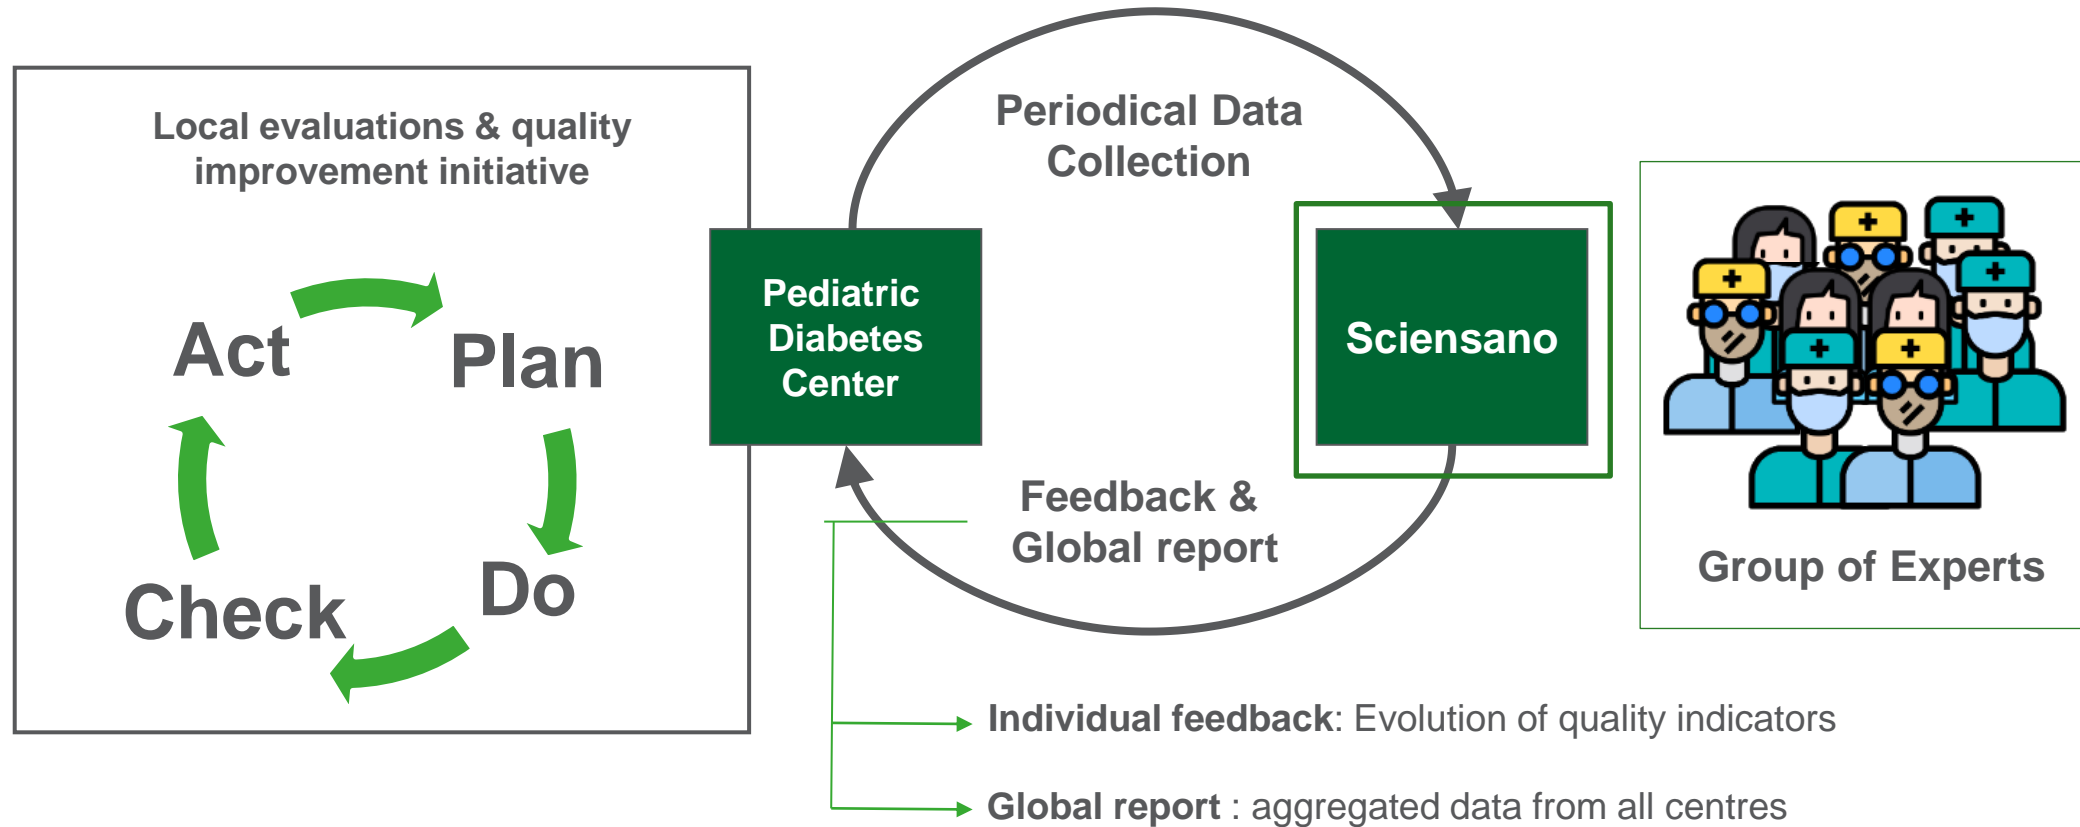 Local evaluations & quality
improvement initiative
Act
Plan
Do
Check
Pediatric
Diabetes
Center
Periodical Data
Collection
Sciensano
Feedback &
Global report
Group of Experts
Individual feedback: Evolution of quality indicators
Global report : aggregated data from all centres